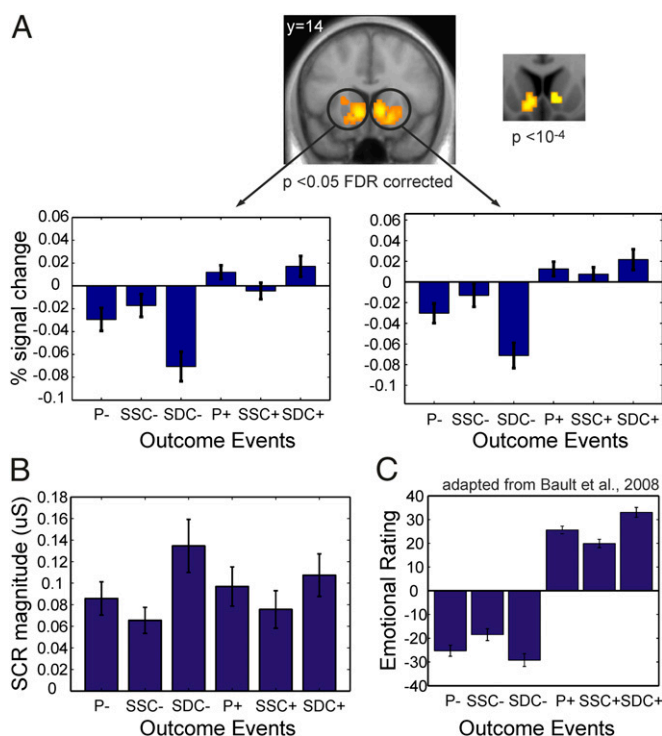 A
y=14
p <10-4
p <0.05 FDR corrected
% signal change
0.06
0.04
0.02
0
-0.02
-0.04
-0.06
-0.08
-0.1
P- SSC- SDC- P+ SSC+ SDC+
Outcome Events
0.06
0.04
0.02
0
-0.02
-0.04
-0.06
-0.08
-0.1
P- SSC- SDC- P+ SSC+ SDC+
Outcome Events
B
SCR magnitude (uS)
0.18
0.16
0.14
0.12
0.1
0.08
0.06
0.04
0.02
0
P- SSC- SDC- P+ SSC+ SDC+
Outcome Events
C
adapted from Bault et al., 2008
Emotional Rating
40
30
20
10
0
-10
-20
-30
-40
P- SSC- SDC- P+ SSC+ SDC+
Outcome Events